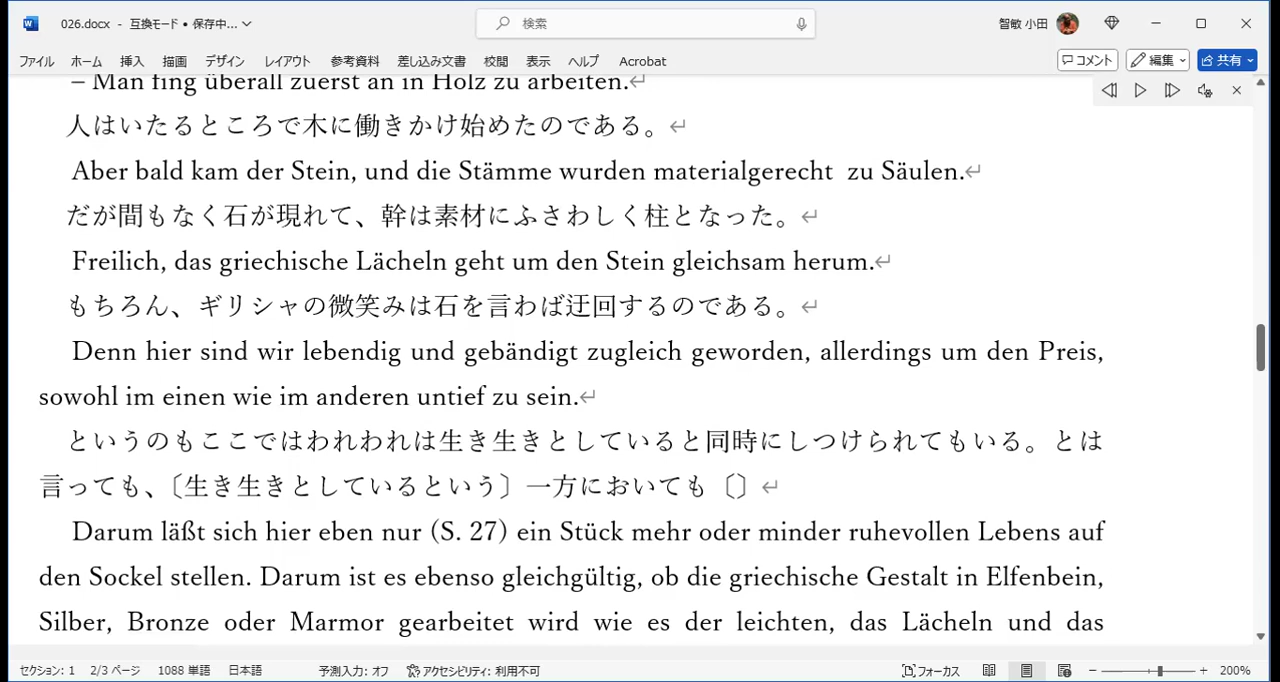 026.docx - 互換モード • 保存中...
検索
智敏 小田
ファイル ホーム 挿入 描画 デザイン レイアウト 参考資料 差し込み文書 校閲 表示 ヘルプ Acrobat
コメント 編集 共有
– Man fing überall zuerst an in Holz zu arbeiten.↵
人はいたるところで木に働きかけ始めたのである。↵
Aber bald kam der Stein, und die Stämme wurden materialgerecht  zu Säulen.↵
だが間もなく石が現れて、幹は素材にふさわしく柱となった。↵
Freilich, das griechische Lächeln geht um den Stein gleichsam herum.↵
もちろん、ギリシャの微笑みは石を言わば迂回するのである。↵
Denn hier sind wir lebendig und gebändigt zugleich geworden, allerdings um den Preis,
sowohl im einen wie im anderen untief zu sein.↵
というのもここではわれわれは生き生きとしていると同時にしつけられてもいる。とは
言っても、〔生き生きとしているという〕一方においても〔〕↵
Darum läßt sich hier eben nur (S. 27) ein Stück mehr oder minder ruhevollen Lebens auf
den Sockel stellen. Darum ist es ebenso gleichgültig, ob die griechische Gestalt in Elfenbein,
Silber, Bronze oder Marmor gearbeitet wird wie es der leichten, das Lächeln und das
セクション: 1 2/3 ページ 1088 単語 日本語 予測入力: オフ アクセシビリティ: 利用不可 フォーカス 200%